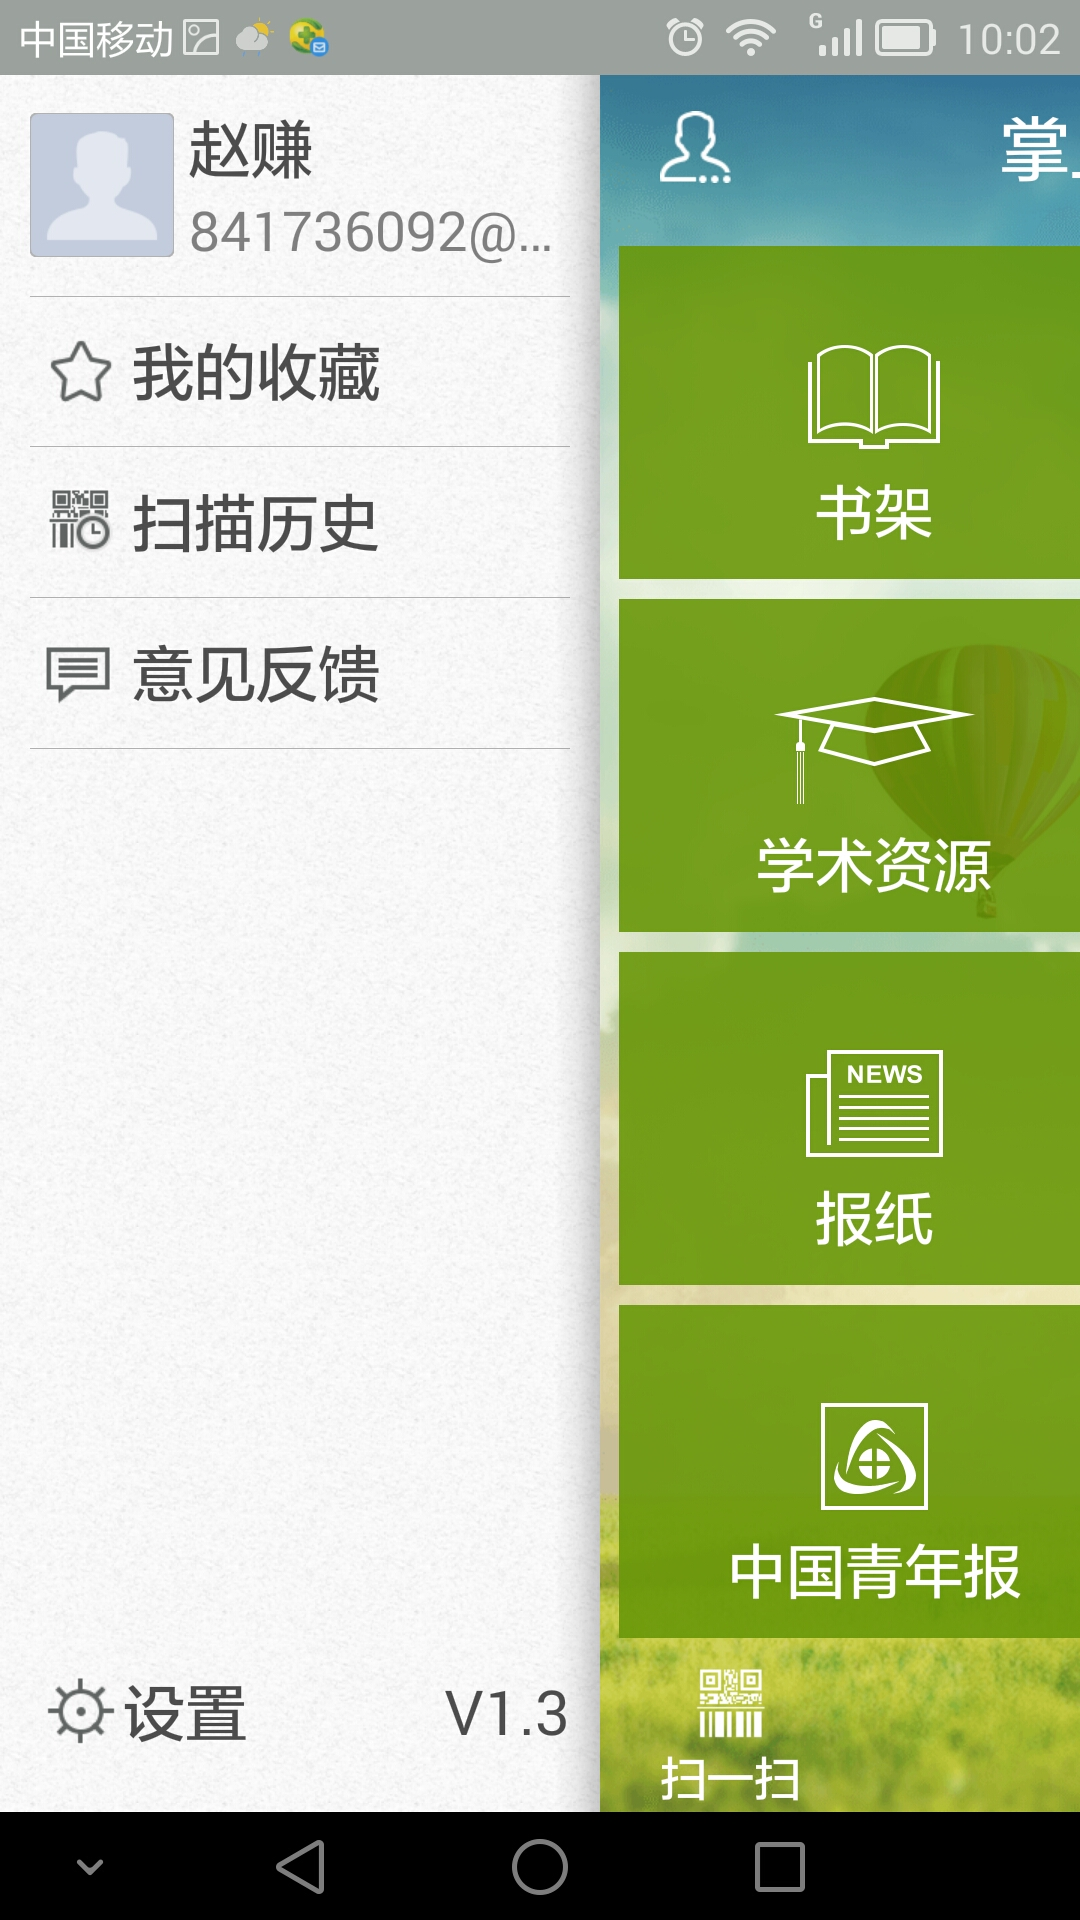 中国移动
G
10:02
赵赚
841736092@...
我的收藏
扫描历史
意见反馈
设置
V1.3
掌
书架
学术资源
NEWS
报纸
中国青年报
扫一扫